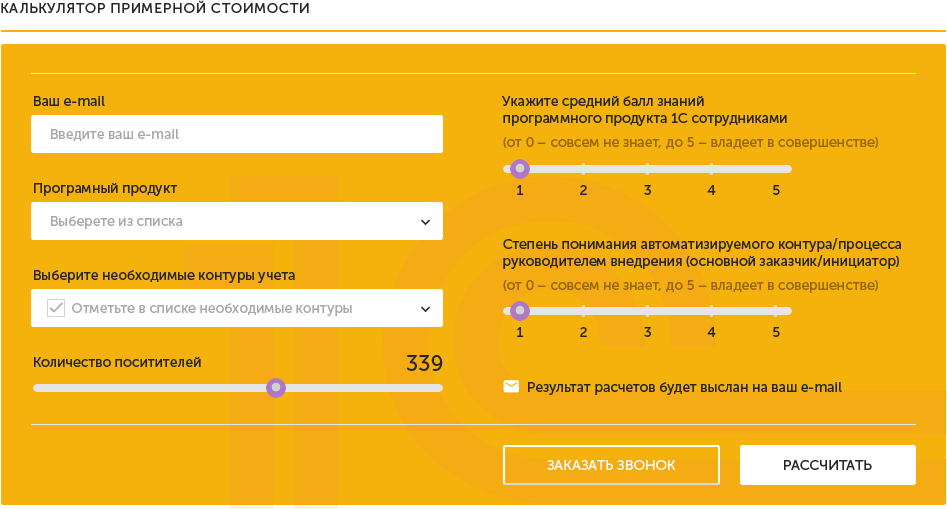 КАЛЬКУЛЯТОР ПРИМЕРНОЙ СТОИМОСТИ
Ваш e-mail
Введите ваш e-mail
Програмный продукт
Выберете из списка
Выберите необходимые контуры учета
Отметьте в списке необходимые контуры
Количество поситителей
339
Укажите средний балл знаний
программного продукта 1С сотрудниками
(от 0 – совсем не знает, до 5 – владеет в совершенстве)
1 2 3 4 5
Степень понимания автоматизируемого контура/процесса
руководителем внедрения (основной заказчик/инициатор)
(от 0 – совсем не знает, до 5 – владеет в совершенстве)
1 2 3 4 5
Результат расчетов будет выслан на ваш e-mail
ЗАКАЗАТЬ ЗВОНОК
РАССЧИТАТЬ